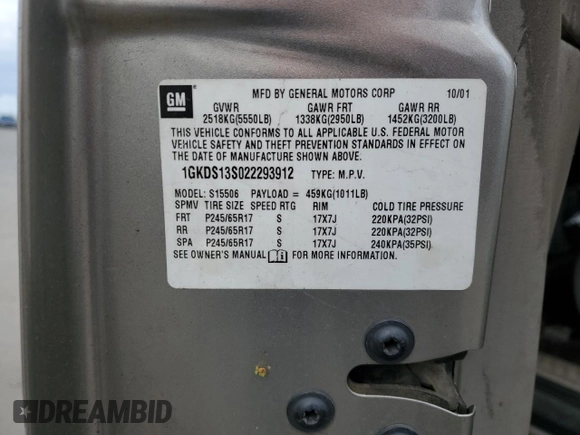 GM
MFD BY GENERAL MOTORS CORP 10/01
GVWR GAWR FRT GAWR RR
2518KG(5550LB) 1338KG(2950LB) 1452KG(3200LB)
THIS VEHICLE CONFORMS TO ALL APPLICABLE U.S. FEDERAL MOTOR
VEHICLE SAFETY AND THEFT PREVENTION STANDARDS IN EFFECT ON
THE DATE OF MANUFACTURE SHOWN ABOVE.
1GKDS13S022293912 TYPE: M.P.V.
MODEL: S15506 PAYLOAD = 459KG(1011LB)
SPMV TIRE SIZE SPEED RTG RIM COLD TIRE PRESSURE
FRT P245/65R17 S 17X7J 220KPA(32PSI)
RR P245/65R17 S 17X7J 220KPA(32PSI)
SPA P245/65R17 S 17X7J 240KPA(35PSI)
SEE OWNER'S MANUAL FOR MORE INFORMATION.
DREAMBID